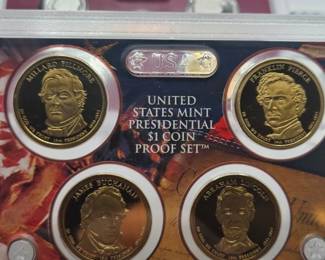 USA
MILLARD FILLMORE
FRANKLIN PIERCE
UNITED
STATES MINT
PRESIDENTIAL
$1 COIN
PROOF SET™
JAMES BUCHANAN
ABRAHAM LINCOLN